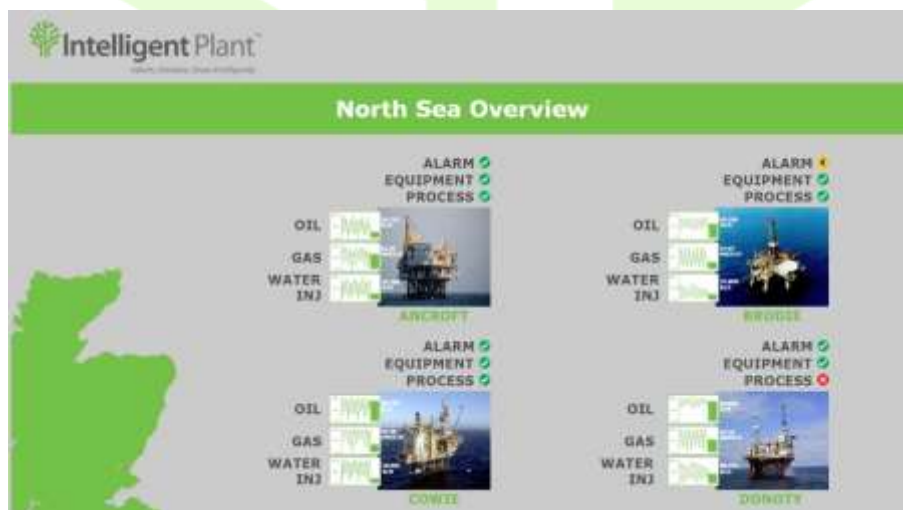 Intelligent Plant
North Sea Overview
ALARM
EQUIPMENT
PROCESS
OIL
GAS
WATER
INJ
ANCROFT
ALARM
EQUIPMENT
PROCESS
OIL
GAS
WATER
INJ
BRODIE
ALARM
EQUIPMENT
PROCESS
OIL
GAS
WATER
INJ
COWIE
ALARM
EQUIPMENT
PROCESS
OIL
GAS
WATER
INJ